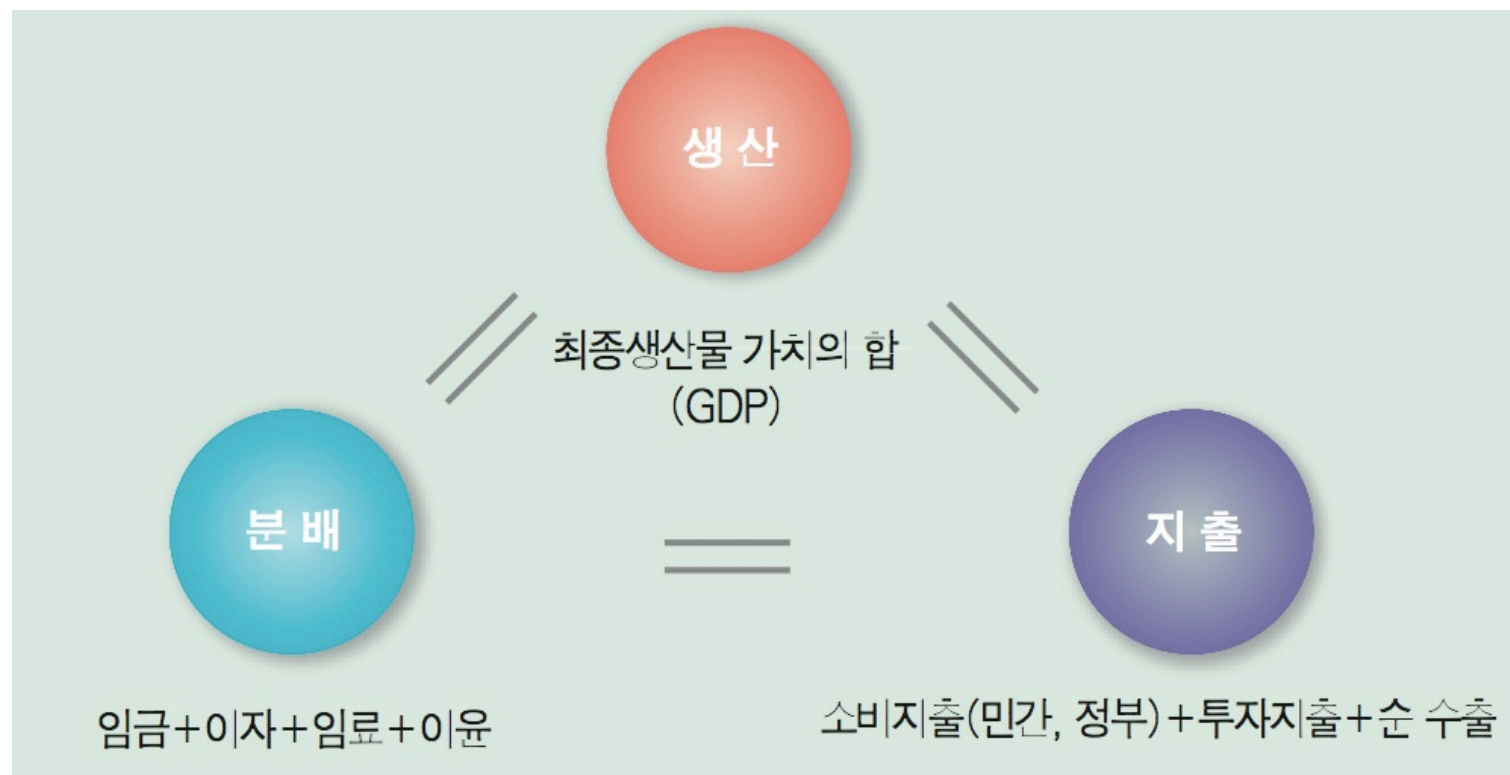 생 산
최종생산물 가치의 합
(GDP)
분 배
지 출
임금+이자+임료+이윤
소비지출(민간, 정부)+투자지출+순 수출